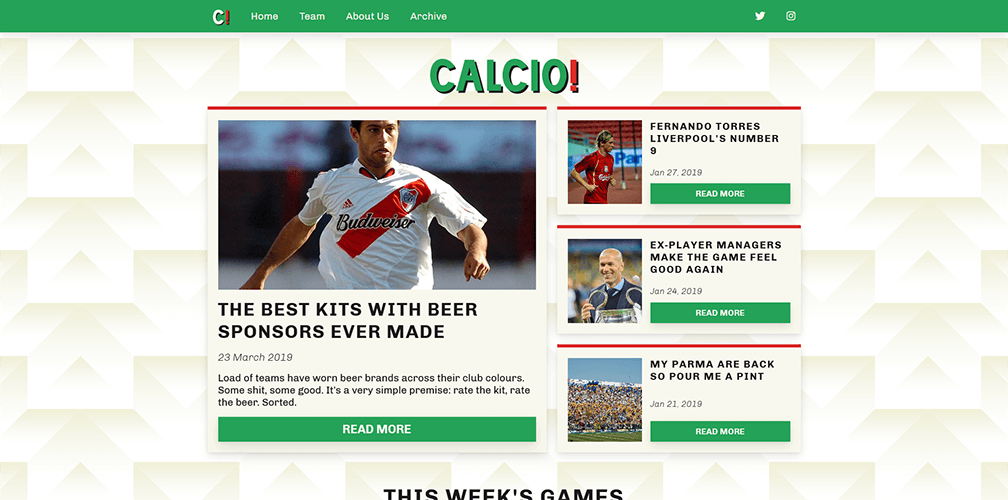 C!
Home
Team
About Us
Archive
CALCIO!
Budweiser
THE BEST KITS WITH BEER
SPONSORS EVER MADE
23 March 2019
Load of teams have worn beer brands across their club colours.
Some shit, some good. It's a very simple premise: rate the kit, rate
the beer. Sorted.
READ MORE
FERNANDO TORRES
LIVERPOOL'S NUMBER
9
Jan 27, 2019
READ MORE
EX-PLAYER MANAGERS
MAKE THE GAME FEEL
GOOD AGAIN
Jan 24, 2019
READ MORE
MY PARMA ARE BACK
SO POUR ME A PINT
Jan 21, 2019
READ MORE
THIS WEEK'S GAMES